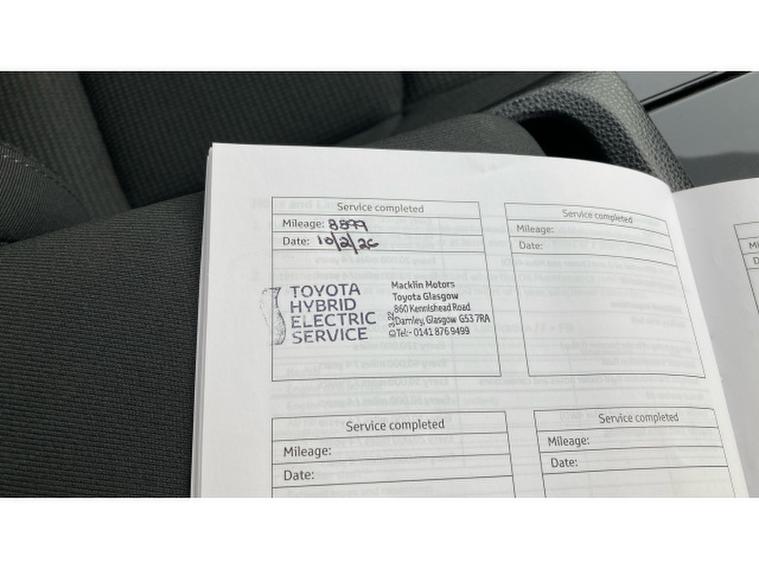 Service completed
Mileage: 8599
Date: 10/2/26
TOYOTA
HYBRID
ELECTRIC
SERVICE
Macklin Motors
Toyota Glasgow
860 Kennishead Road
Darnley, Glasgow G53 7RA
Tel:- 0141 876 9499
Service completed
Mileage:
Date:
Service completed
Mileage:
Date:
Service completed
Mileage:
Date: